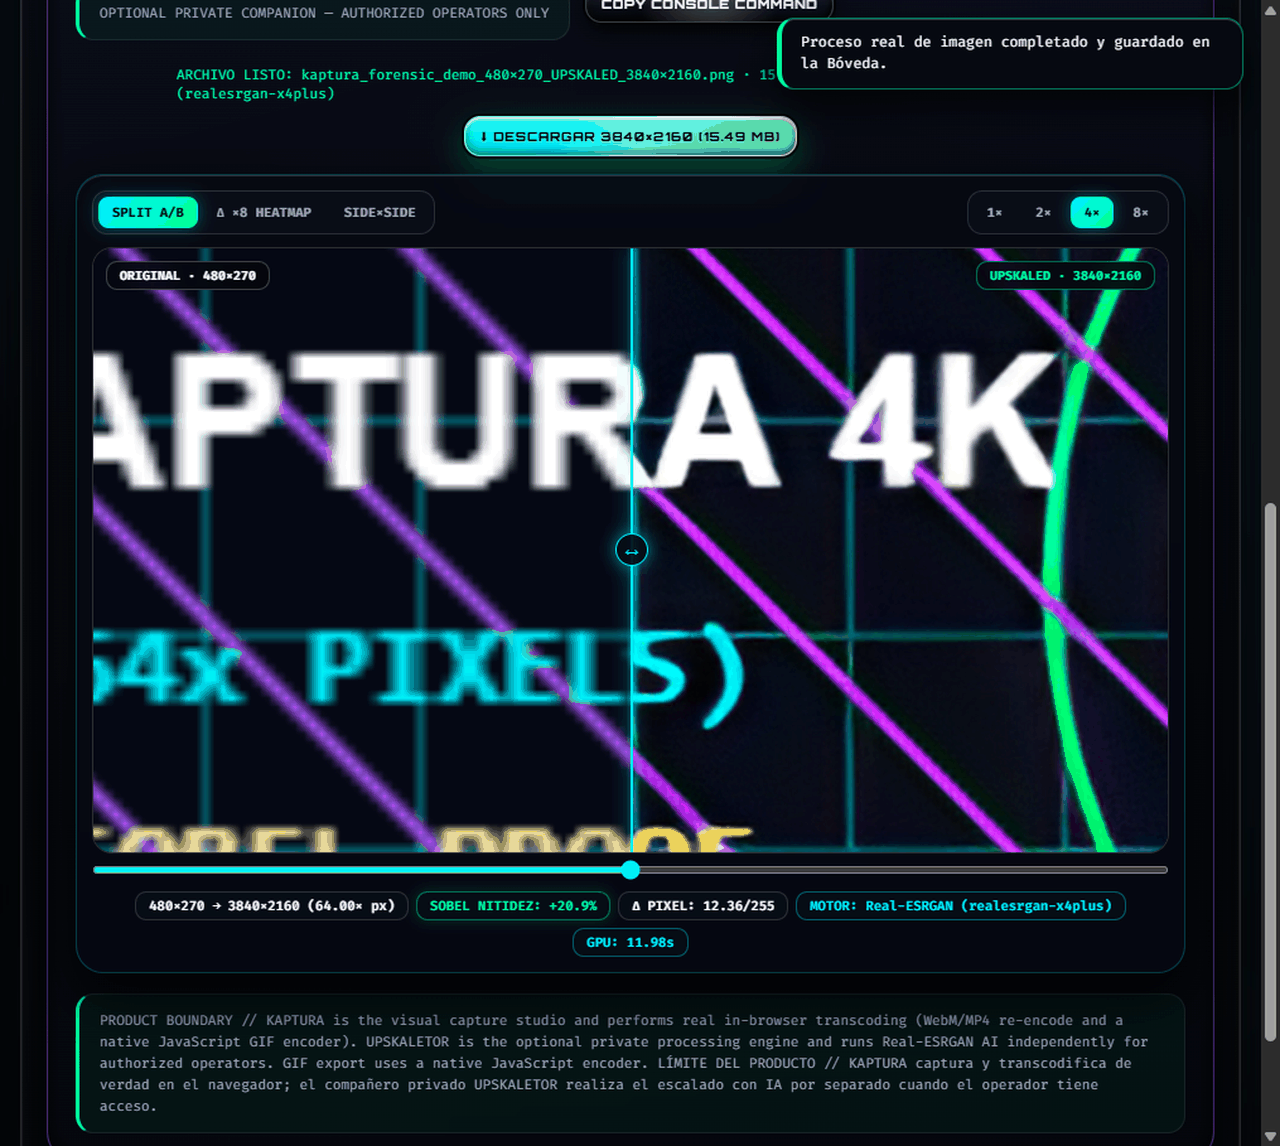 OPTIONAL PRIVATE COMPANION — AUTHORIZED OPERATORS ONLY
COPY CONSOLE COMMAND
Proceso real de imagen completado y guardado en
la Bóveda.
ARCHIVO LISTO: kaptura_forensic_demo_480×270_UPSKALED_3840×2160.png · 15
(realesrgan-x4plus)
⬇ DESCARGAR 3840×2160 (15.49 MB)
SPLIT A/B
Δ ×8 HEATMAP
SIDE×SIDE
1×
2×
4×
8×
ORIGINAL · 480×270
UPSKALED · 3840×2160
APTURA 4K
64x PIXELS)
PROOF
480×270 → 3840×2160 (64.00× px)
SOBEL NITIDEZ: +20.9%
Δ PIXEL: 12.36/255
MOTOR: Real-ESRGAN (realesrgan-x4plus)
GPU: 11.98s
PRODUCT BOUNDARY // KAPTURA is the visual capture studio and performs real in-browser transcoding (WebM/MP4 re-encode and a
native JavaScript GIF encoder). UPSKALETOR is the optional private processing engine and runs Real-ESRGAN AI independently for
authorized operators. GIF export uses a native JavaScript encoder. LÍMITE DEL PRODUCTO // KAPTURA captura y transcodifica de
verdad en el navegador; el compañero privado UPSKALETOR realiza el escalado con IA por separado cuando el operador tiene
acceso.